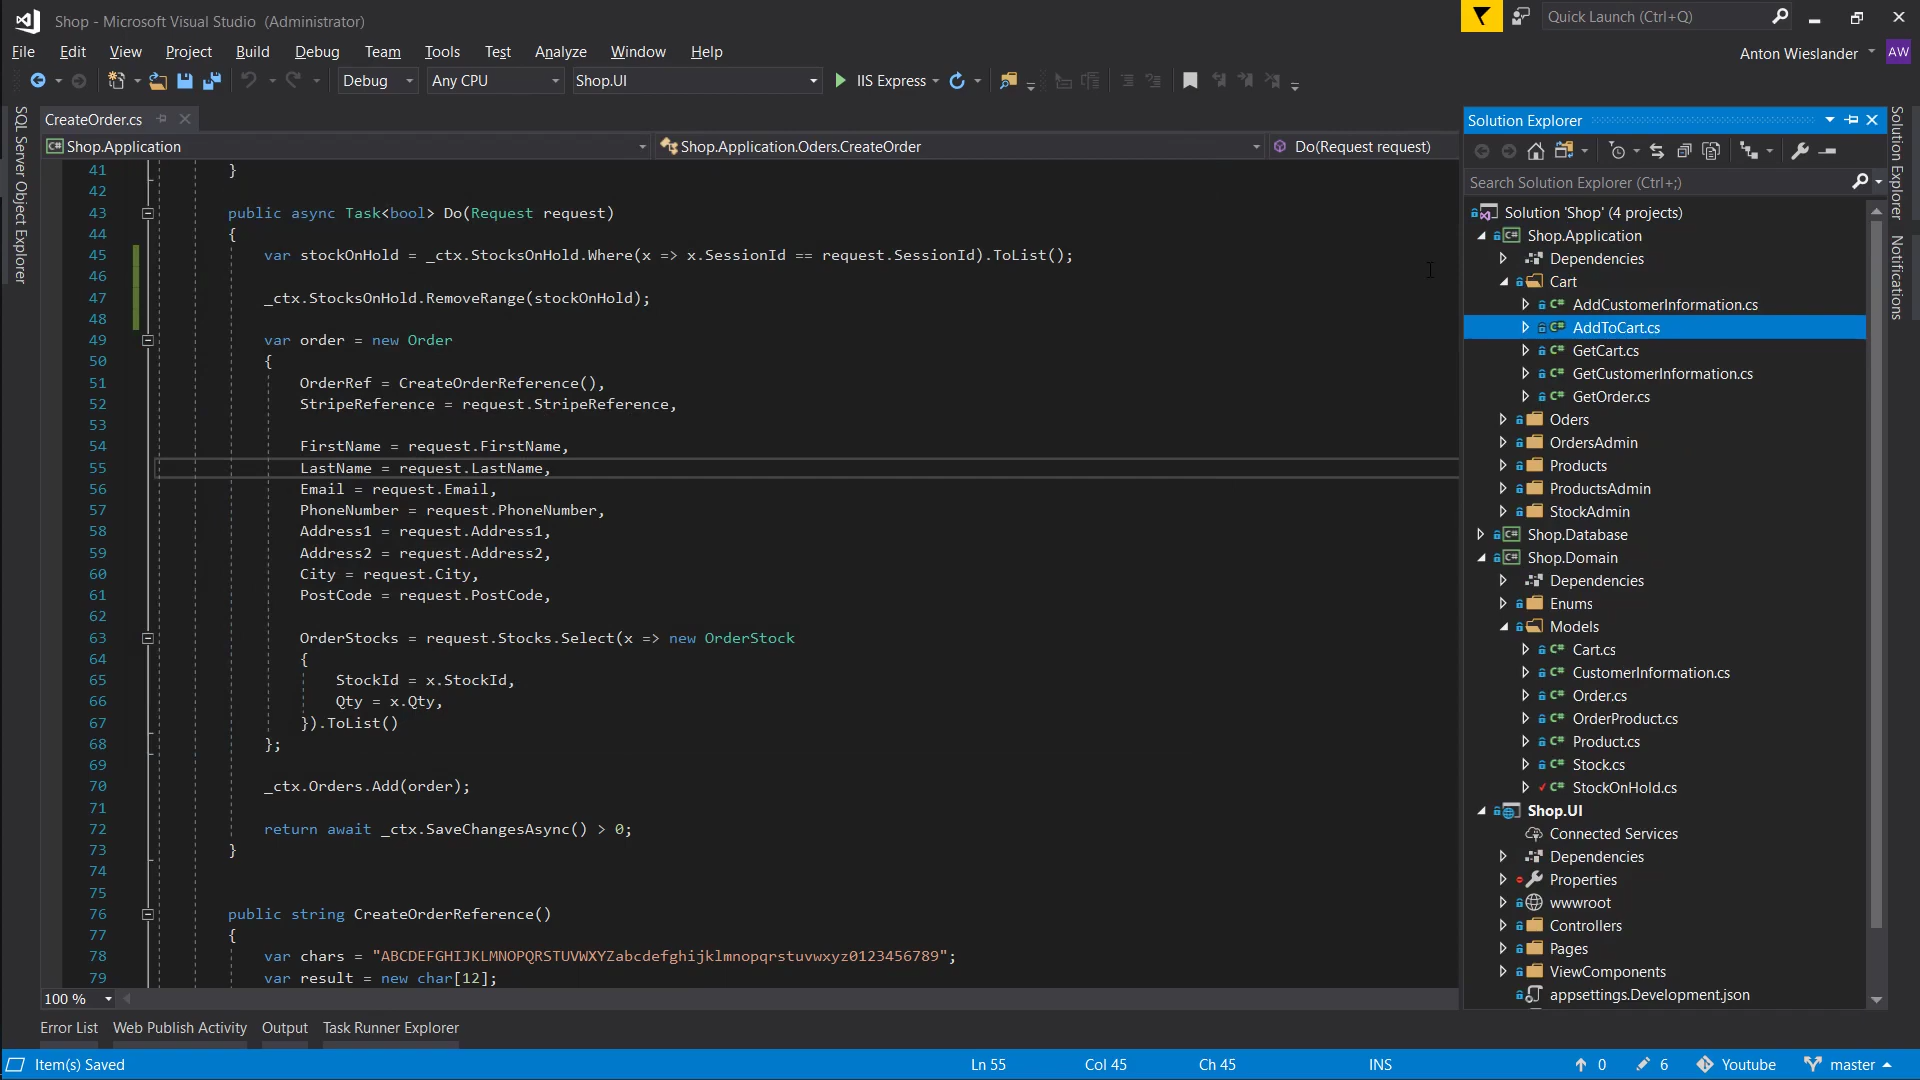 Shop - Microsoft Visual Studio (Administrator)
Quick Launch (Ctrl+Q)
File Edit View Project Build Debug Team Tools Test Analyze Window Help
Anton Wieslander AW
Debug Any CPU Shop.UI IIS Express
SQL Server Object Explorer
CreateOrder.cs
Shop.Application Shop.Application.Oders.CreateOrder Do(Request request)
41 }
42
43 public async Task<bool> Do(Request request)
44 {
45 var stockOnHold = _ctx.StocksOnHold.Where(x => x.SessionId == request.SessionId).ToList();
46
47 _ctx.StocksOnHold.RemoveRange(stockOnHold);
48
49 var order = new Order
50 {
51 OrderRef = CreateOrderReference(),
52 StripeReference = request.StripeReference,
53
54 FirstName = request.FirstName,
55 LastName = request.LastName,
56 Email = request.Email,
57 PhoneNumber = request.PhoneNumber,
58 Address1 = request.Address1,
59 Address2 = request.Address2,
60 City = request.City,
61 PostCode = request.PostCode,
62
63 OrderStocks = request.Stocks.Select(x => new OrderStock
64 {
65 StockId = x.StockId,
66 Qty = x.Qty,
67 }).ToList()
68 };
69
70 _ctx.Orders.Add(order);
71
72 return await _ctx.SaveChangesAsync() > 0;
73 }
74
75
76 public string CreateOrderReference()
77 {
78 var chars = "ABCDEFGHIJKLMNOPQRSTUVWXYZabcdefghijklmnopqrstuvwxyz0123456789";
79 var result = new char[12];
100 %
Solution Explorer
Search Solution Explorer (Ctrl+;)
Solution 'Shop' (4 projects)
C# Shop.Application
Dependencies
Cart
C# AddCustomerInformation.cs
C# AddToCart.cs
C# GetCart.cs
C# GetCustomerInformation.cs
C# GetOrder.cs
Oders
OrdersAdmin
Products
ProductsAdmin
StockAdmin
C# Shop.Database
C# Shop.Domain
Dependencies
Enums
Models
C# Cart.cs
C# CustomerInformation.cs
C# Order.cs
C# OrderProduct.cs
C# Product.cs
C# Stock.cs
C# StockOnHold.cs
Shop.UI
Connected Services
Dependencies
Properties
wwwroot
Controllers
Pages
ViewComponents
appsettings.Development.json
Solution Explorer
Notifications
Error List Web Publish Activity Output Task Runner Explorer
Item(s) Saved Ln 55 Col 45 Ch 45 INS 0 6 Youtube master